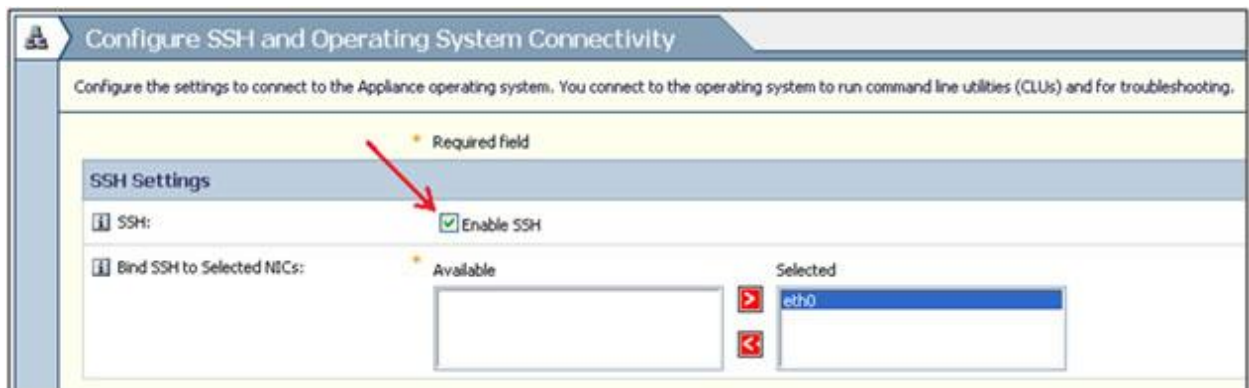 Configure SSH and Operating System Connectivity
Configure the settings to connect to the Appliance operating system. You connect to the operating system to run command line utilities (CLUs) and for troubleshooting.
* Required field
SSH Settings
SSH: Enable SSH
Bind SSH to Selected NICs: * Available Selected
eth0